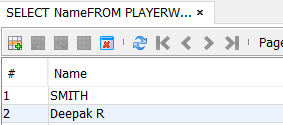 SELECT NameFROM PLAYERW... ×
Page
# Name
1 SMITH
2 Deepak R